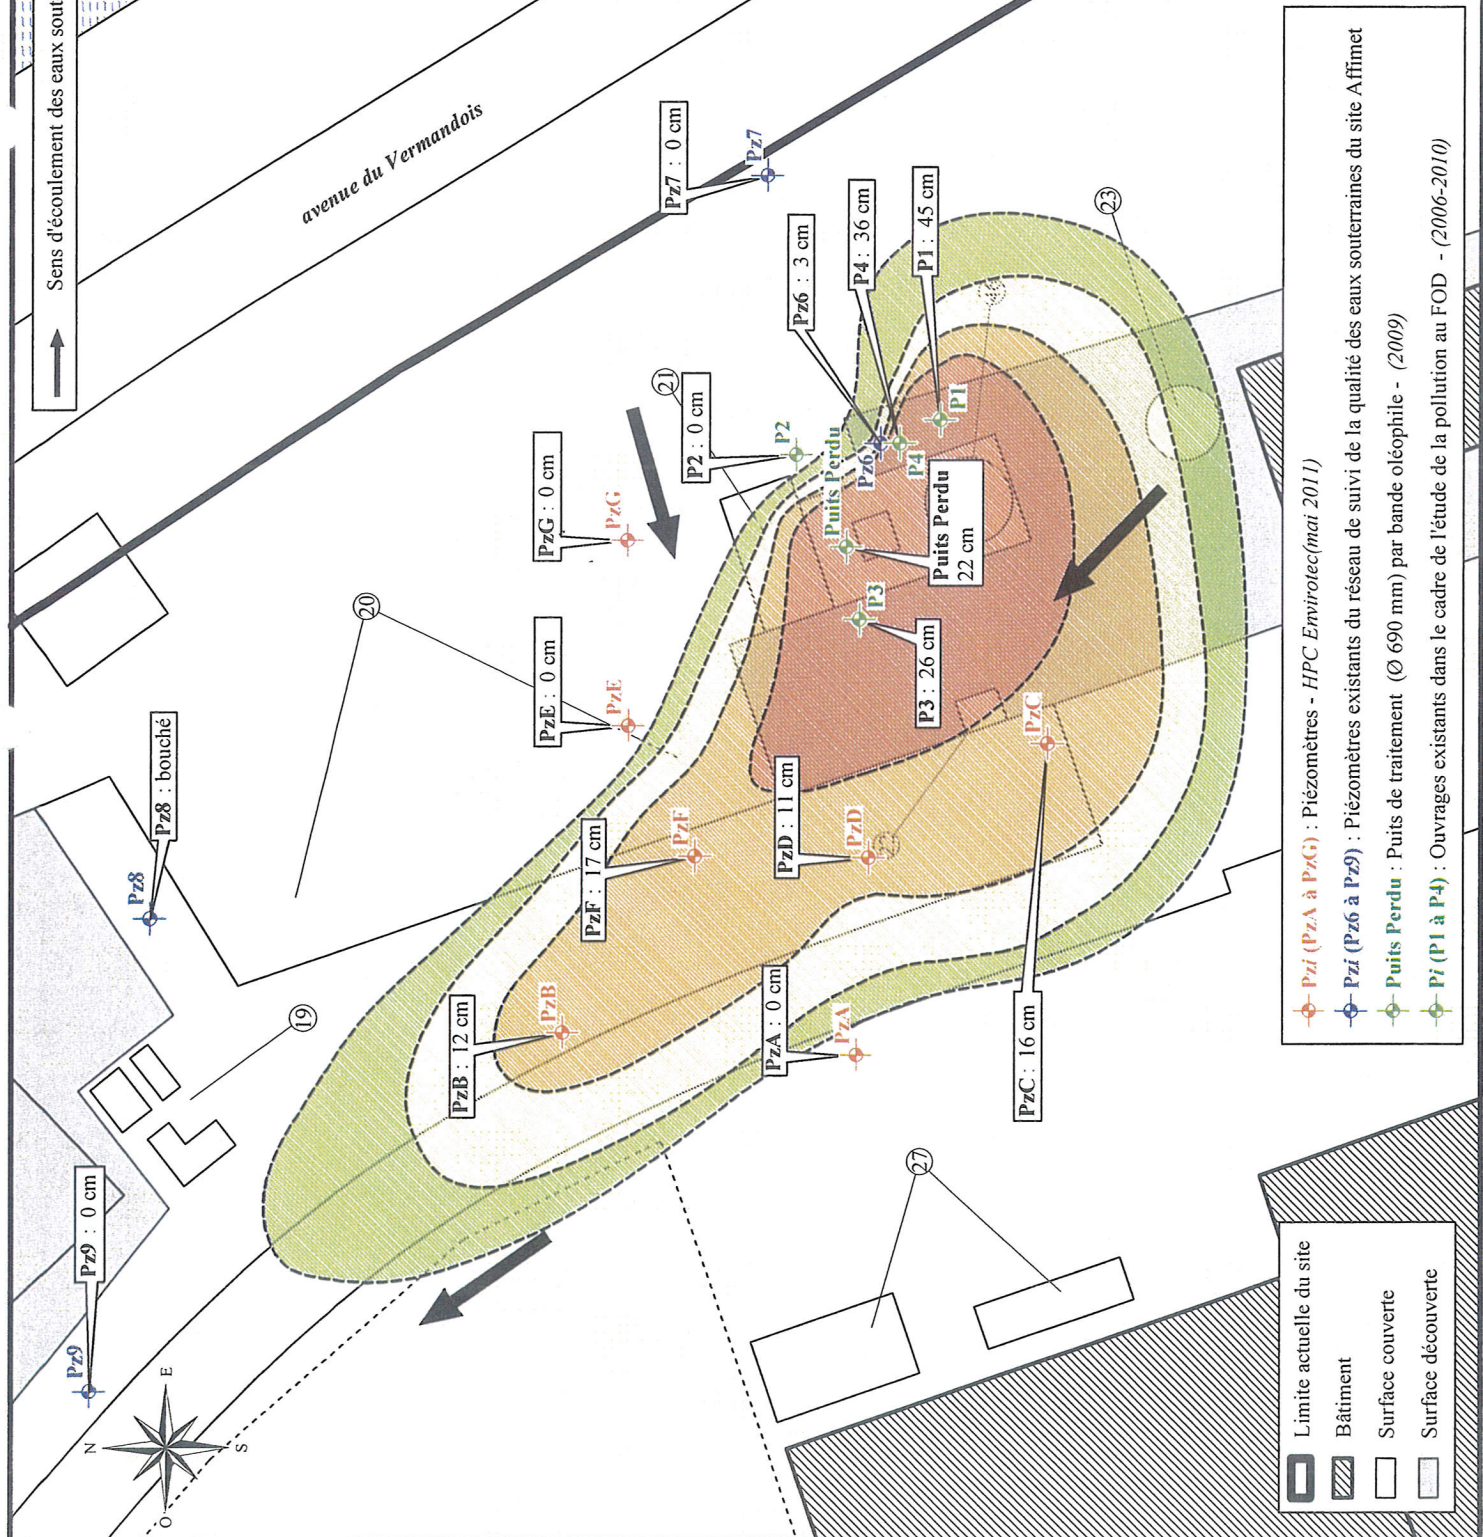 Sens d'écoulement des eaux sout
avenue du Vermandois
Pz9 : 0 cm
Pz9
Pz8 : bouché
Pz8
19
20
PzE : 0 cm
PzE
PzG : 0 cm
PzG
21
P2 : 0 cm
P2
Pz7 : 0 cm
Pz7
Pz6 : 3 cm
Pz6
P4 : 36 cm
P4
P1 : 45 cm
P1
Puits Perdu
Puits Perdu
22 cm
P3
P3 : 26 cm
PzB : 12 cm
PzB
PzF : 17 cm
PzF
PzD : 11 cm
PzD
PzA : 0 cm
PzA
PzC : 16 cm
PzC
23
27
N
E
S
O
Limite actuelle du site
Bâtiment
Surface couverte
Surface découverte
Pzi (PzA à PzG) : Piézomètres - HPC Envirotec(mai 2011)
Pzi (Pz6 à Pz9) : Piézomètres existants du réseau de suivi de la qualité des eaux souterraines du site Affimet
Puits Perdu : Puits de traitement (Ø 690 mm) par bande oléophile - (2009)
Pi (P1 à P4) : Ouvrages existants dans le cadre de l'étude de la pollution au FOD - (2006-2010)